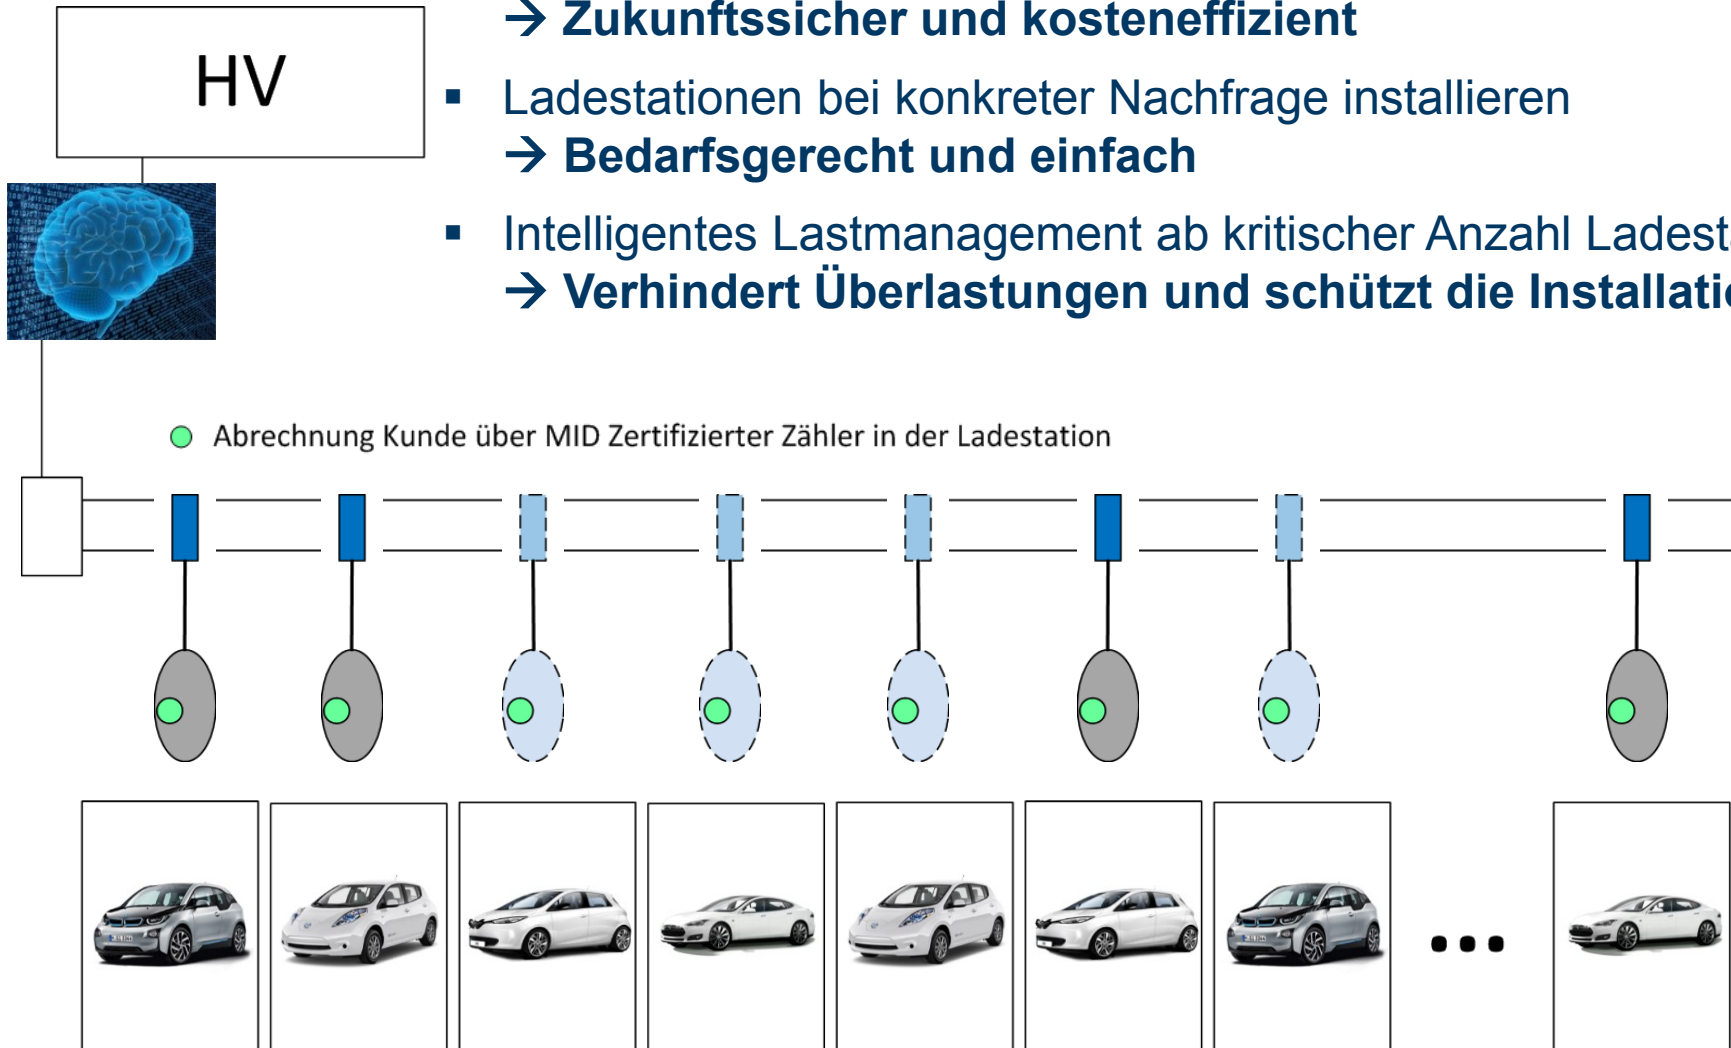 → Zukunftssicher und kosteneffizient
HV
▪ Ladestationen bei konkreter Nachfrage installieren
→ Bedarfsgerecht und einfach
▪ Intelligentes Lastmanagement ab kritischer Anzahl Ladesta
→ Verhindert Überlastungen und schützt die Installatio
Abrechnung Kunde über MID Zertifizierter Zähler in der Ladestation
...